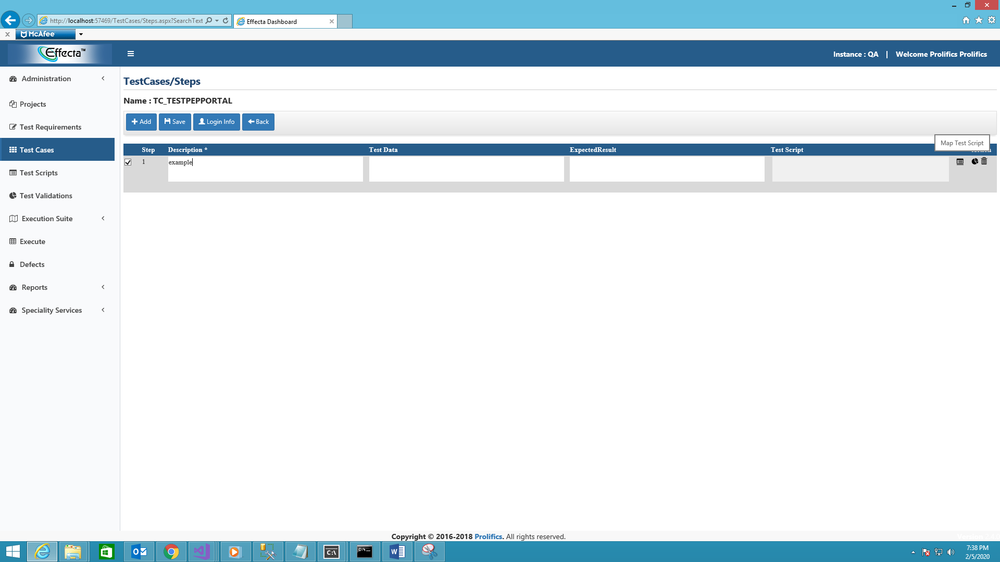 http://localhost:57469/TestCases/Steps.aspx?SearchText
Effecta Dashboard
McAfee
Effecta™
Instance : QA | Welcome Prolifics Prolifics
Administration
Projects
Test Requirements
Test Cases
Test Scripts
Test Validations
Execution Suite
Execute
Defects
Reports
Speciality Services
TestCases/Steps
Name : TC_TESTPEPPORTAL
Add Save Login Info Back
Map Test Script
Step Description * Test Data ExpectedResult Test Script
1 example
Copyright © 2016-2018 Prolifics. All rights reserved.
7:38 PM
2/5/2020